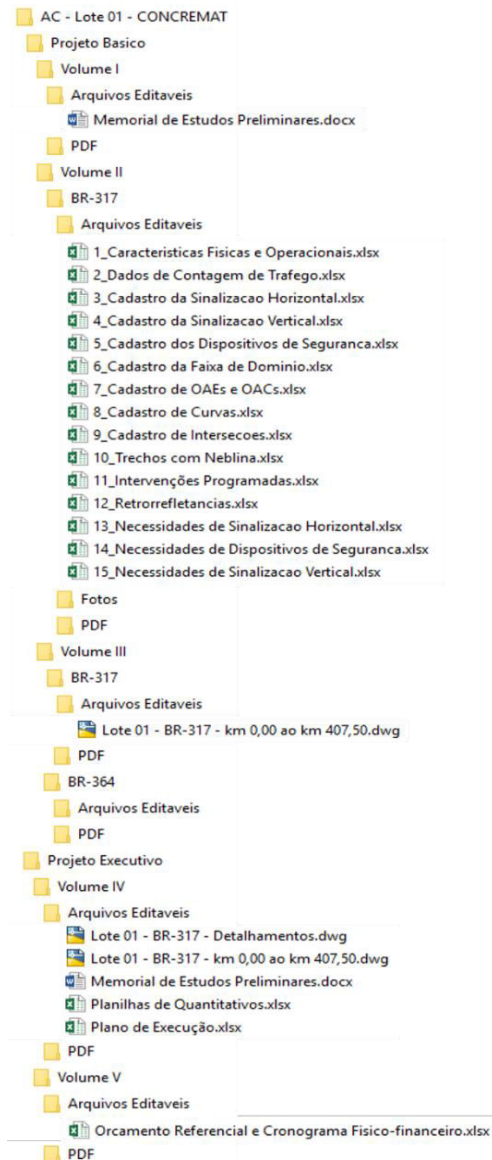 AC - Lote 01 - CONCREMAT
Projeto Basico
Volume I
Arquivos Editaveis
Memorial de Estudos Preliminares.docx
PDF
Volume II
BR-317
Arquivos Editaveis
1_Caracteristicas Fisicas e Operacionais.xlsx
2_Dados de Contagem de Trafego.xlsx
3_Cadastro da Sinalizacao Horizontal.xlsx
4_Cadastro da Sinalizacao Vertical.xlsx
5_Cadastro dos Dispositivos de Seguranca.xlsx
6_Cadastro da Faixa de Dominio.xlsx
7_Cadastro de OAEs e OACs.xlsx
8_Cadastro de Curvas.xlsx
9_Cadastro de Intersecoes.xlsx
10_Trechos com Neblina.xlsx
11_Intervenções Programadas.xlsx
12_Retrorrefletancias.xlsx
13_Necessidades de Sinalizacao Horizontal.xlsx
14_Necessidades de Dispositivos de Seguranca.xlsx
15_Necessidades de Sinalizacao Vertical.xlsx
Fotos
PDF
Volume III
BR-317
Arquivos Editaveis
Lote 01 - BR-317 - km 0,00 ao km 407,50.dwg
PDF
BR-364
Arquivos Editaveis
PDF
Projeto Executivo
Volume IV
Arquivos Editaveis
Lote 01 - BR-317 - Detalhamentos.dwg
Lote 01 - BR-317 - km 0,00 ao km 407,50.dwg
Memorial de Estudos Preliminares.docx
Planilhas de Quantitativos.xlsx
Plano de Execução.xlsx
PDF
Volume V
Arquivos Editaveis
Orcamento Referencial e Cronograma Fisico-financeiro.xlsx
PDF